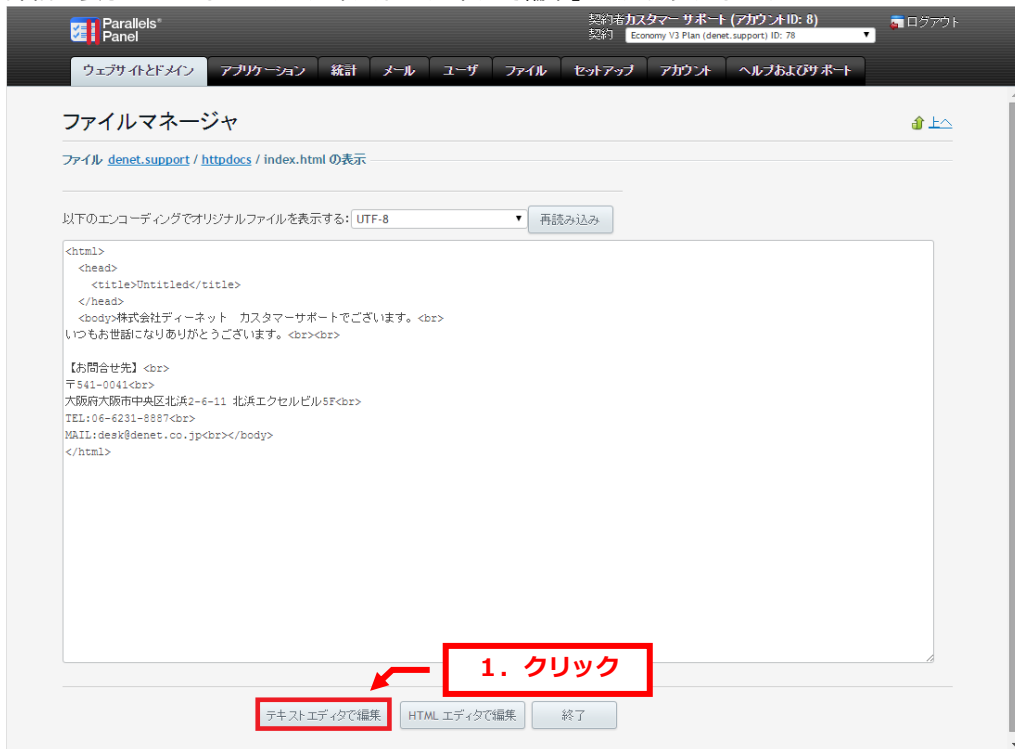 Parallels®
Panel
契約者カスタマー サポート (アカウントID: 8)
契約 Economy V3 Plan (denet.support) ID: 78
ログアウト
ウェブサイトとドメイン アプリケーション 統計 メール ユーザ ファイル セットアップ アカウント ヘルプおよびサポート
ファイルマネージャ
上へ
ファイル denet.support / httpdocs / index.html の表示
以下のエンコーディングでオリジナルファイルを表示する: UTF-8 再読み込み
<html>
<head>
<title>Untitled</title>
</head>
<body>株式会社ディーネット　カスタマーサポートでございます。<br>
いつもお世話になりありがとうございます。<br><br>
【お問合せ先】<br>
〒541-0041<br>
大阪府大阪市中央区北浜2-6-11 北浜エクセルビル5F<br>
TEL:06-6231-8887<br>
MAIL:desk@denet.co.jp<br></body>
</html>
1．クリック
テキストエディタで編集 HTML エディタで編集 終了